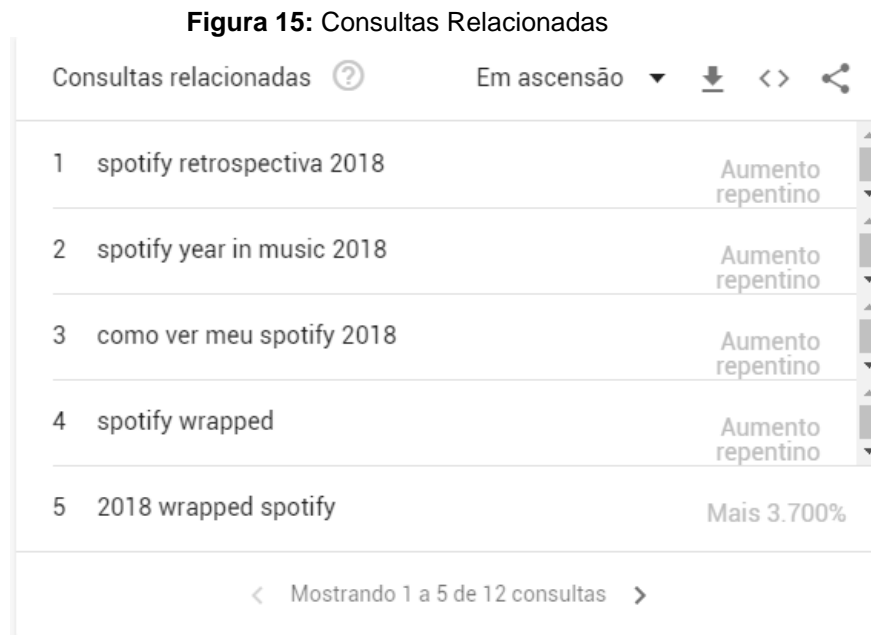 Figura 15: Consultas Relacionadas
Consultas relacionadas ? Em ascensão
1 spotify retrospectiva 2018 Aumento
repentino
2 spotify year in music 2018 Aumento
repentino
3 como ver meu spotify 2018 Aumento
repentino
4 spotify wrapped Aumento
repentino
5 2018 wrapped spotify Mais 3.700%
Mostrando 1 a 5 de 12 consultas